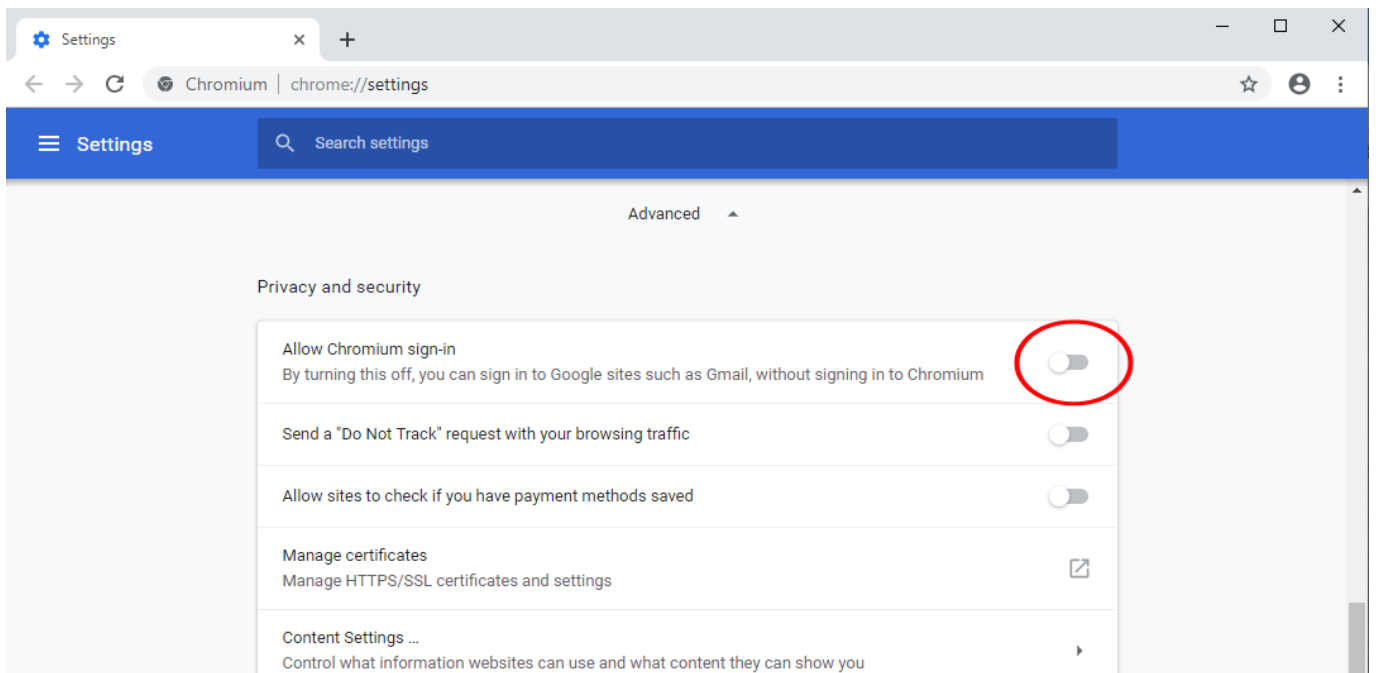 Settings
Chromium | chrome://settings
Settings
Search settings
Advanced
Privacy and security
Allow Chromium sign-in
By turning this off, you can sign in to Google sites such as Gmail, without signing in to Chromium
Send a "Do Not Track" request with your browsing traffic
Allow sites to check if you have payment methods saved
Manage certificates
Manage HTTPS/SSL certificates and settings
Content Settings ...
Control what information websites can use and what content they can show you